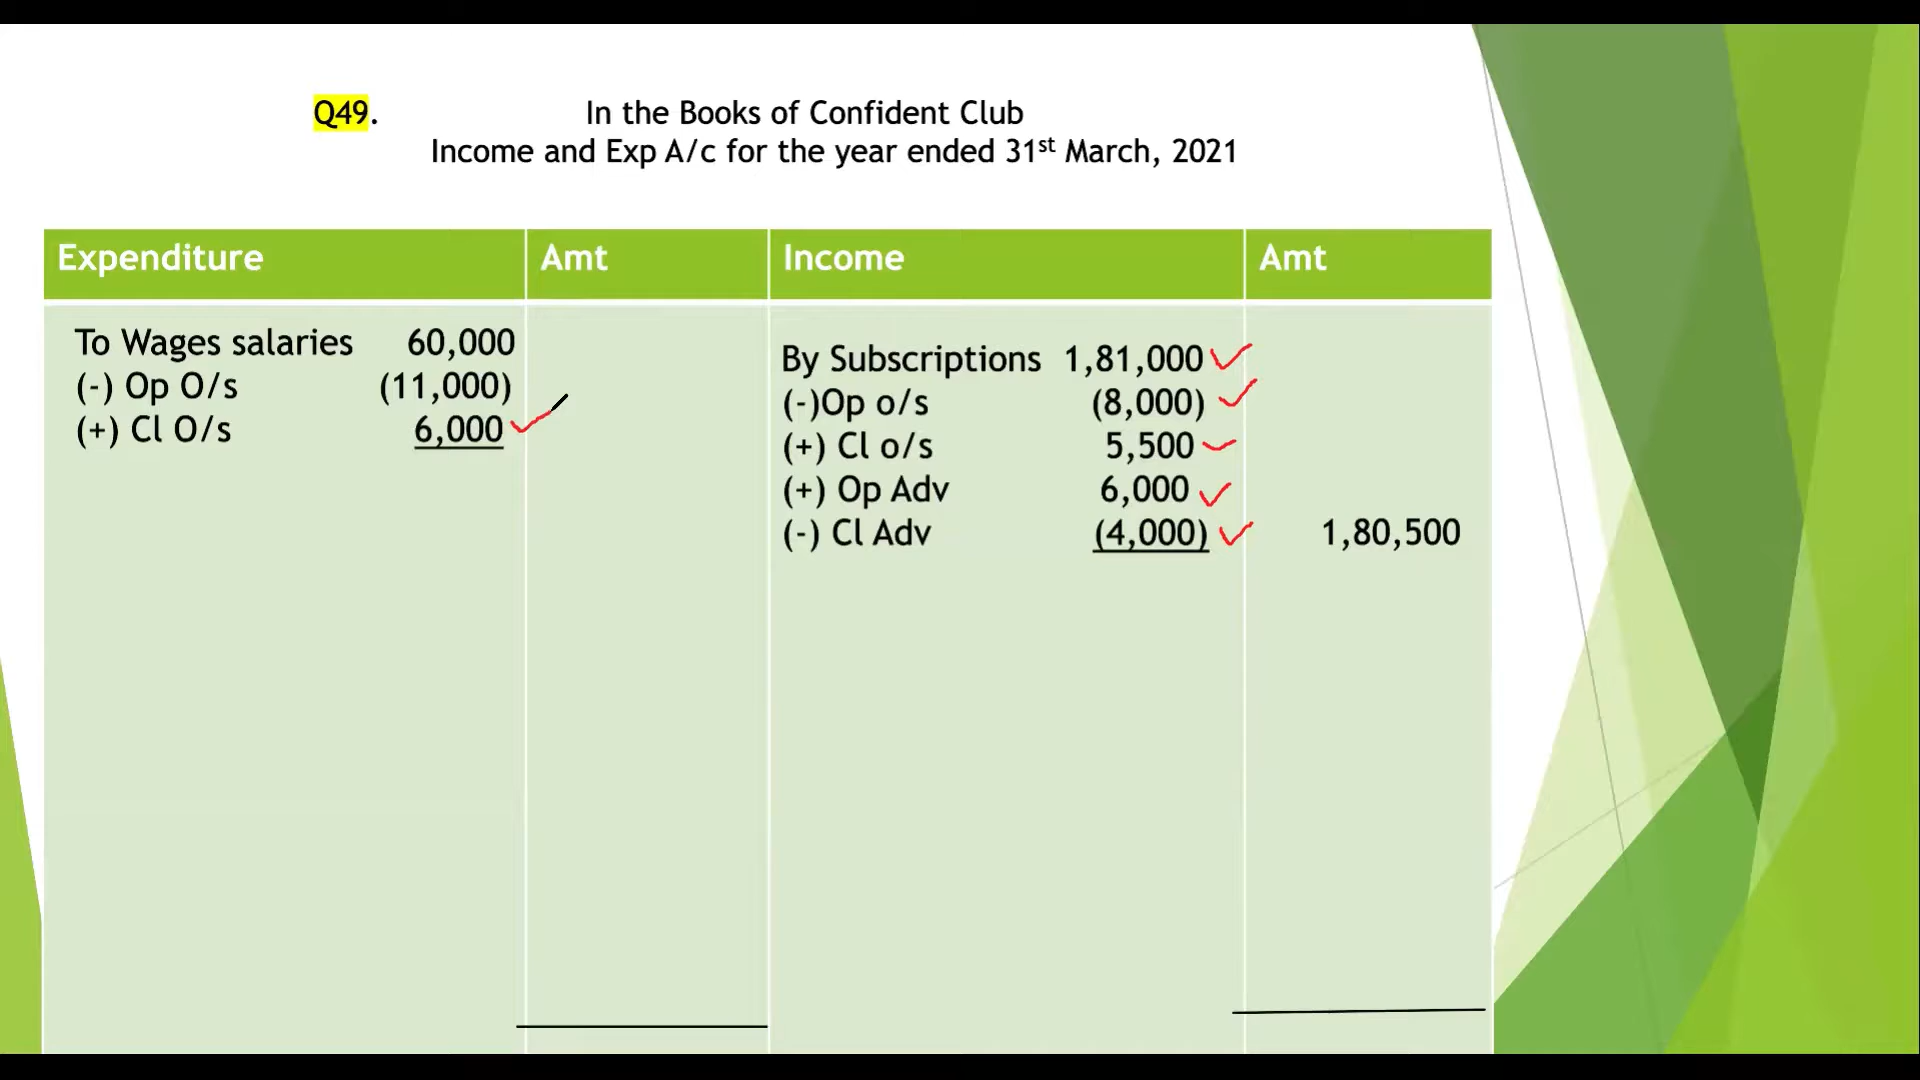 Q49. In the Books of Confident Club
Income and Exp A/c for the year ended 31st March, 2021
Expenditure Amt Income Amt
To Wages salaries 60,000
(-) Op O/s (11,000)
(+) Cl O/s 6,000
By Subscriptions 1,81,000
(-)Op o/s (8,000)
(+) Cl o/s 5,500
(+) Op Adv 6,000
(-) Cl Adv (4,000) 1,80,500